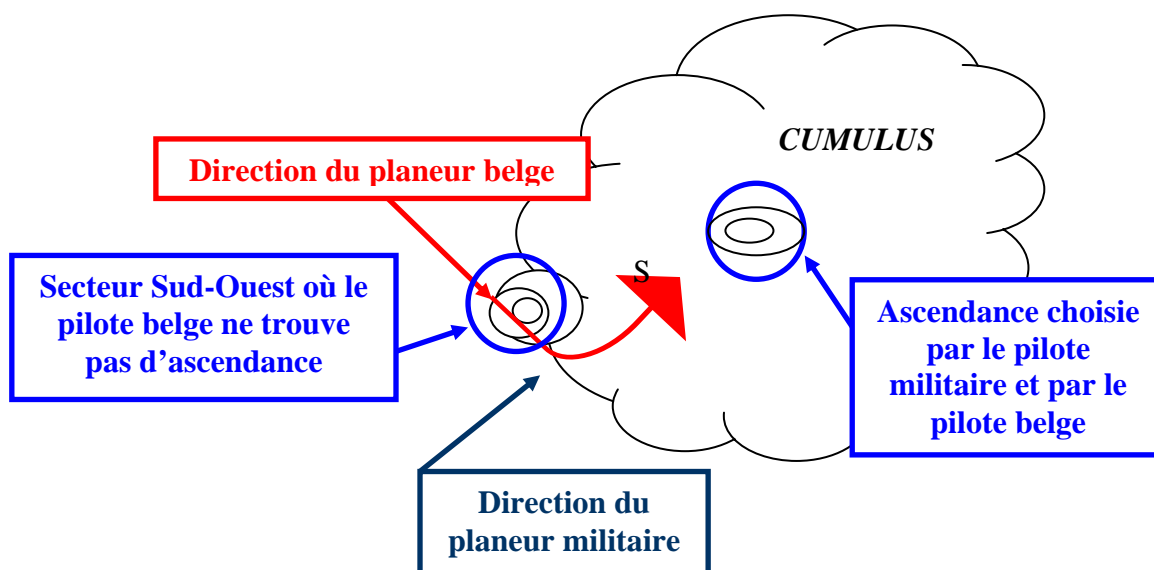 CUMULUS
Direction du planeur belge
Secteur Sud-Ouest où le
pilote belge ne trouve
pas d’ascendance
S
Ascendance choisie
par le pilote
militaire et par le
pilote belge
Direction du
planeur militaire